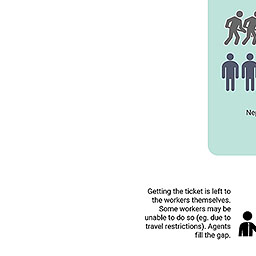 Getting the ticket is left to
the workers themselves.
Some workers may be
unable to do so (eg. due to
travel restrictions). Agents
fill the gap.